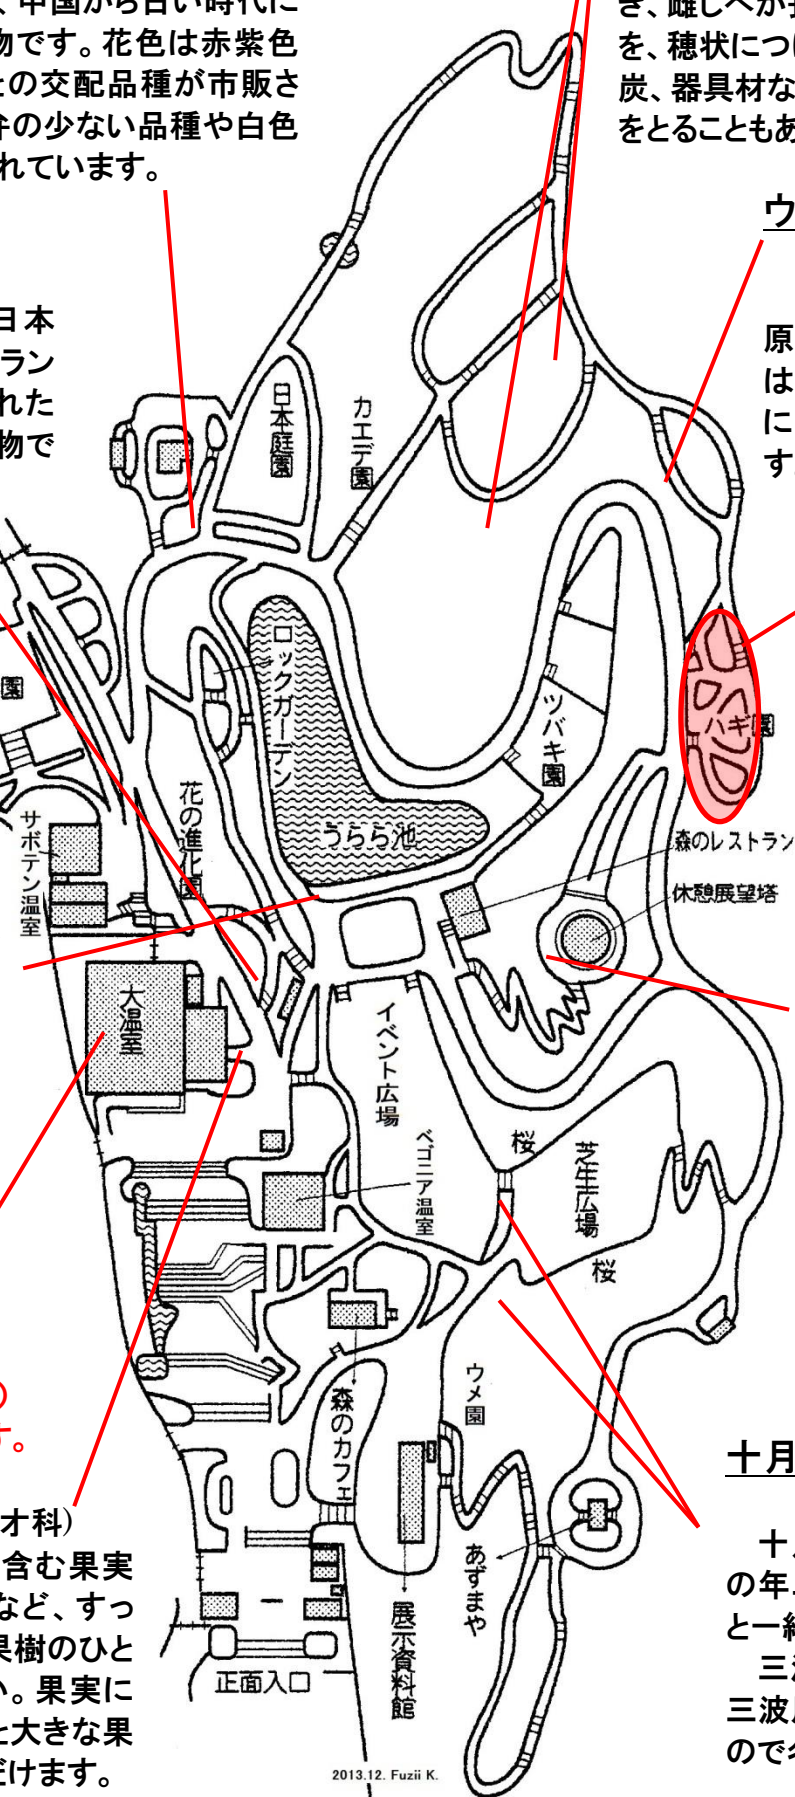 、中国から古い時代に
物です。花色は赤紫色
との交配品種が市販さ
弁の少ない品種や白色
れています。
き、雌しべが
を、穂状につ
炭、器具材な
をとることもあ
ウ
日本
ラン
れた
物で
原
は
に
す
日本庭園
カエデ園
ロックガーデン
園
ツバキ園
ハギ園
花の進化園
サボテン温室
うらら池
森のレストラン
休憩展望塔
大温室
イベント広場
ベゴニア温室
桜
芝生広場
桜
の
す。
ウメ園
森のカフェ
十月
オ科)
含む果実
など、すっ
果樹のひと
い。果実に
と大きな果
だけます。
あずまや
展示資料館
正面入口
十
の年
と一緒
三波
三波
ので
2013.12. Fuzii K.